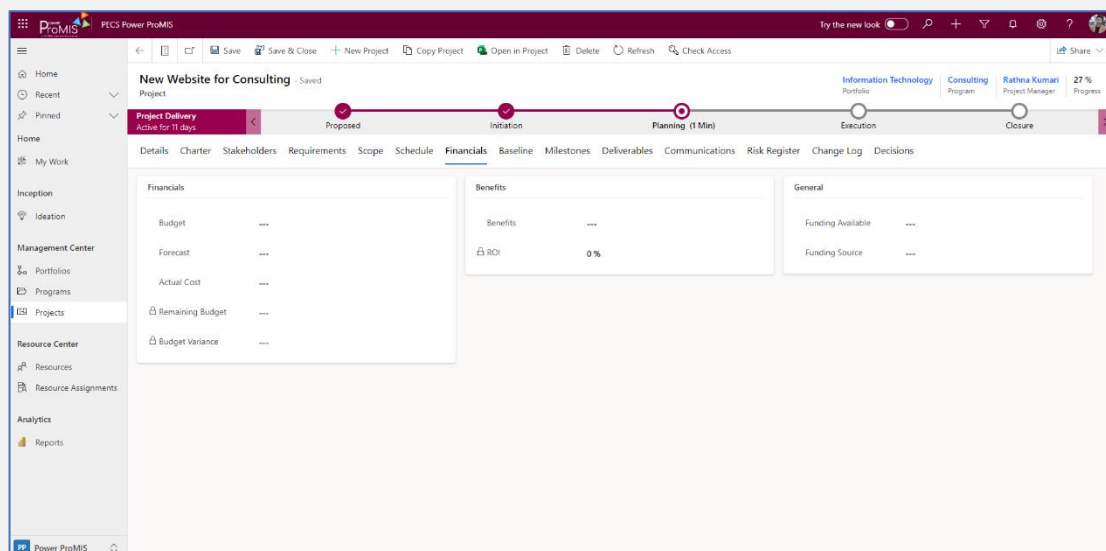 ProMIS PECS Power ProMIS Try the new look
Save Save & Close New Project Copy Project Open in Project Delete Refresh Check Access Share
New Website for Consulting - Saved
Project
Information Technology Consulting Rathna Kumari 27 %
Portfolio Program Project Manager Progress
Project Delivery
Active for 11 days
Proposed Initiation Planning (1 Min) Execution Closure
Details Charter Stakeholders Requirements Scope Schedule Financials Baseline Milestones Deliverables Communications Risk Register Change Log Decisions
Home
Recent
Pinned
Home
My Work
Inception
Ideation
Management Center
Portfolios
Programs
Projects
Resource Center
Resources
Resource Assignments
Analytics
Reports
PP Power ProMIS
Financials
Budget ---
Forecast ---
Actual Cost ---
Remaining Budget ---
Budget Variance ---
Benefits
Benefits ---
ROI 0 %
General
Funding Available ---
Funding Source ---